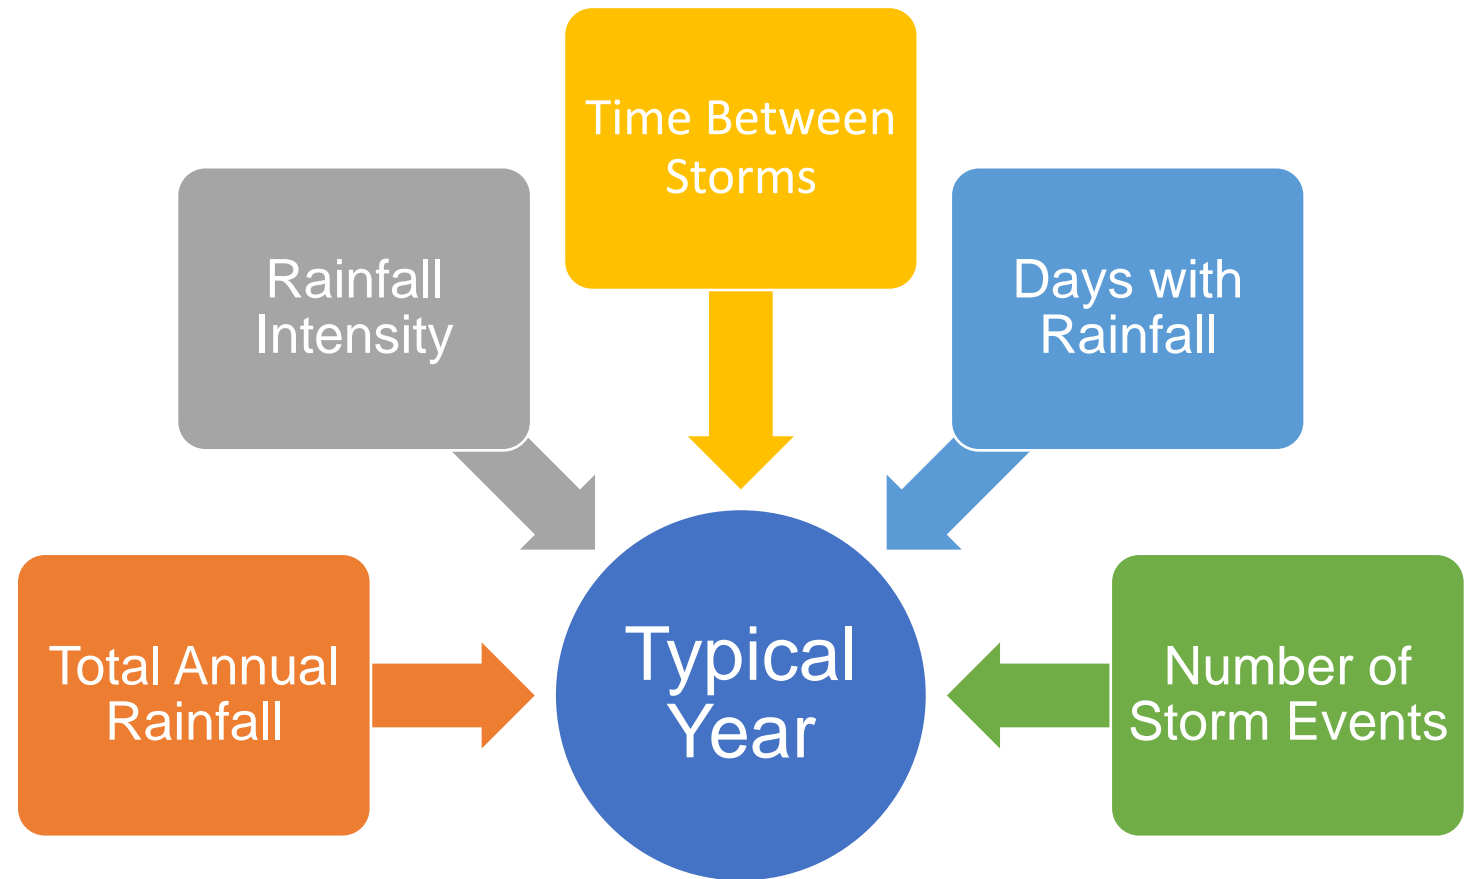 Time Between
Storms
Rainfall
Intensity
Days with
Rainfall
Total Annual
Rainfall
Typical
Year
Number of
Storm Events